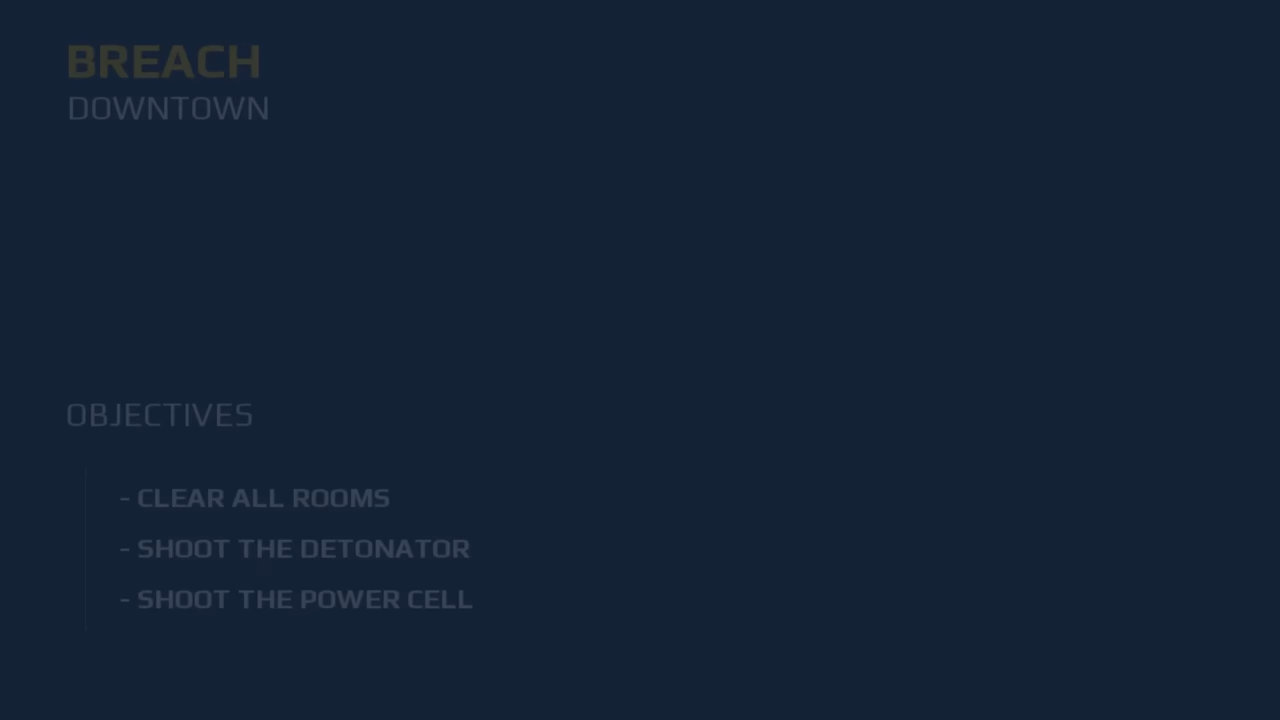 BREACH
DOWNTOWN
OBJECTIVES
- CLEAR ALL ROOMS
- SHOOT THE DETONATOR
- SHOOT THE POWER CELL